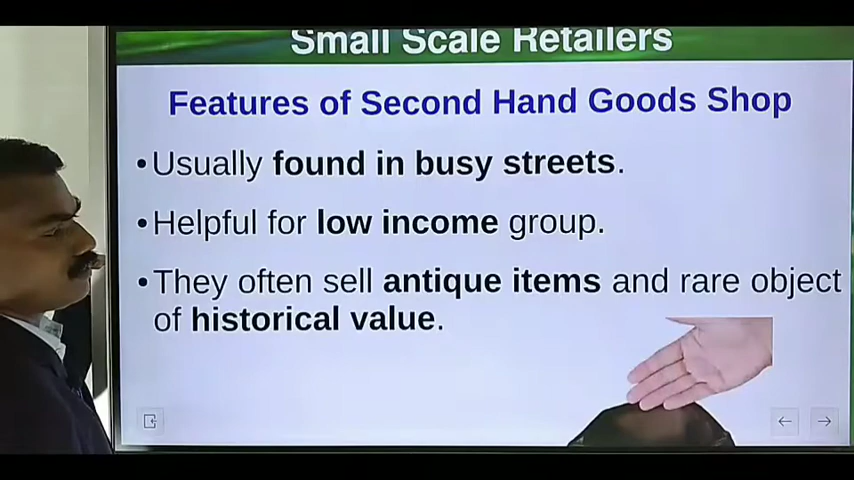 Small Scale Retailers
Features of Second Hand Goods Shop
•Usually found in busy streets.
•Helpful for low income group.
•They often sell antique items and rare object
of historical value.